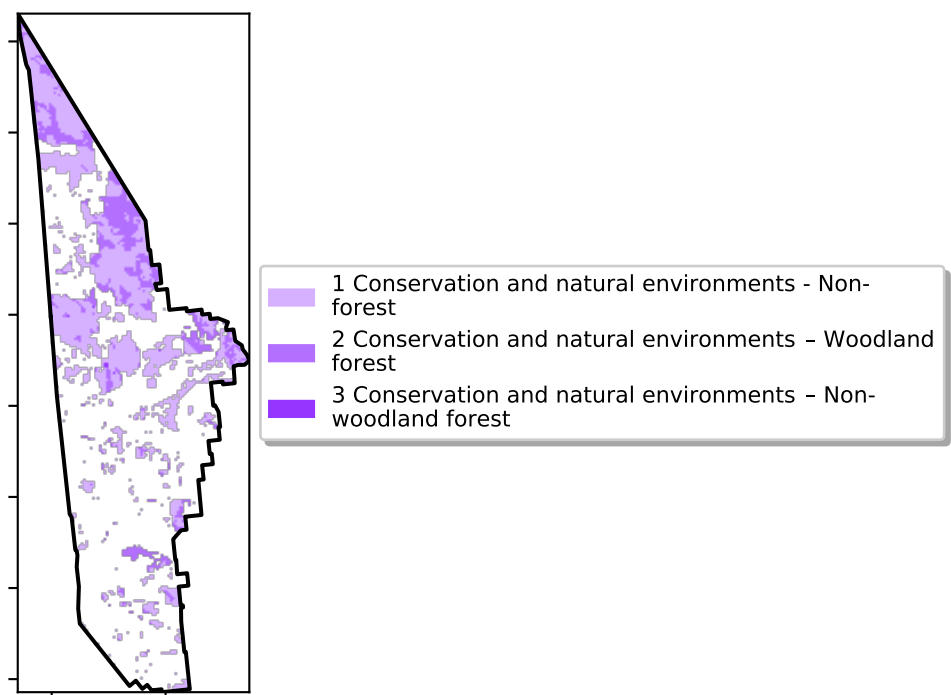 1 Conservation and natural environments - Non-
forest
2 Conservation and natural environments – Woodland
forest
3 Conservation and natural environments – Non-
woodland forest